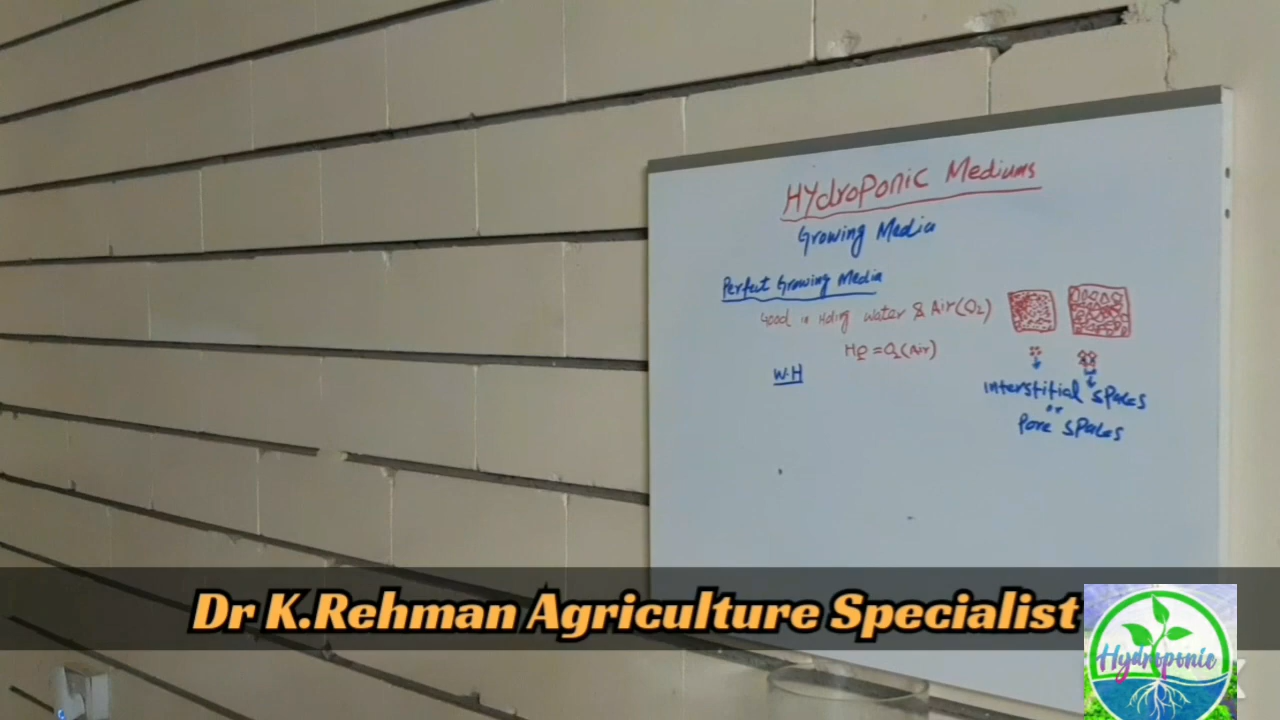 HYdroPonic Mediums
Growing Media
Perfect Growing Media
Good in Holing Water & Air(O2)
H2O = O2(Air)
W.H
interstitial spaces
or
Pore spaces
Dr K.Rehman Agriculture Specialist
Hydroponic